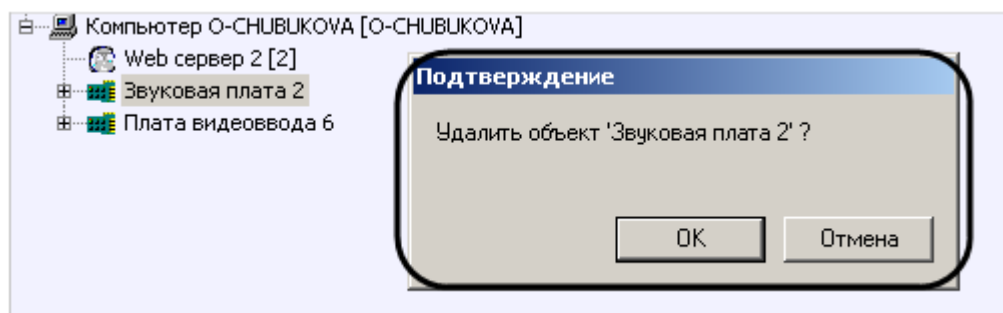 Компьютер O-CHUBUKOVA [O-CHUBUKOVA]
Web сервер 2 [2]
Звуковая плата 2
Плата видеоввода 6
Подтверждение
Удалить объект 'Звуковая плата 2' ?
OK
Отмена